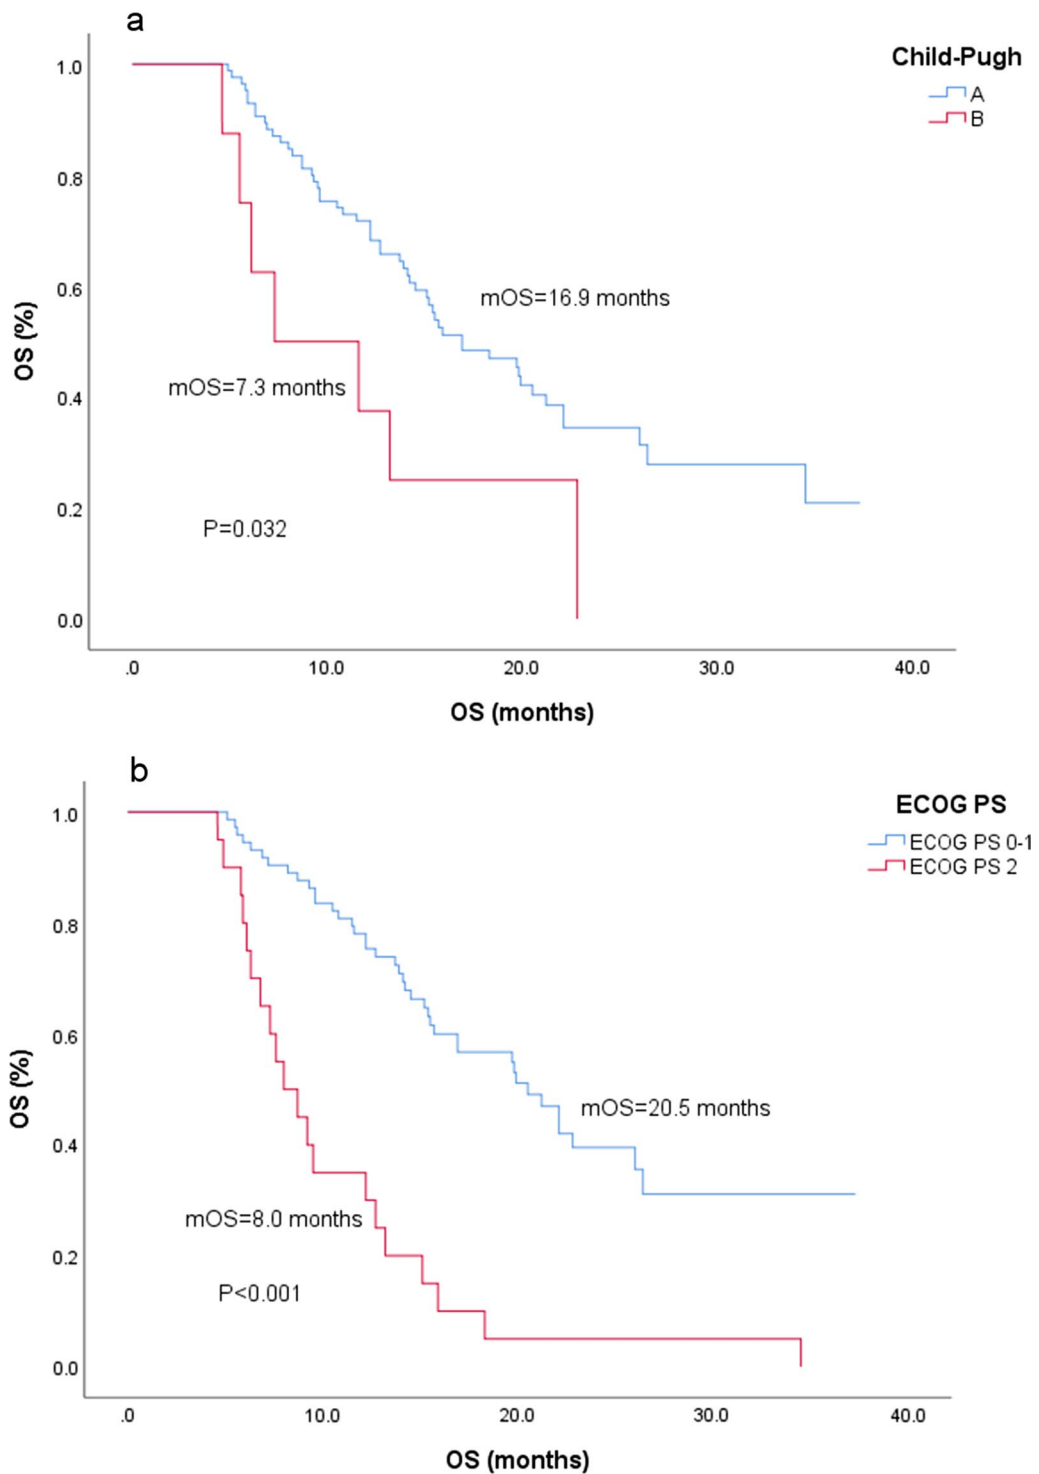 a
Child-Pugh
A
B
1.0
0.8
0.6
0.4
0.2
0.0
OS (%)
mOS=16.9 months
mOS=7.3 months
P=0.032
.0 10.0 20.0 30.0 40.0
OS (months)
b
ECOG PS
ECOG PS 0-1
ECOG PS 2
1.0
0.8
0.6
0.4
0.2
0.0
OS (%)
mOS=20.5 months
mOS=8.0 months
P<0.001
.0 10.0 20.0 30.0 40.0
OS (months)